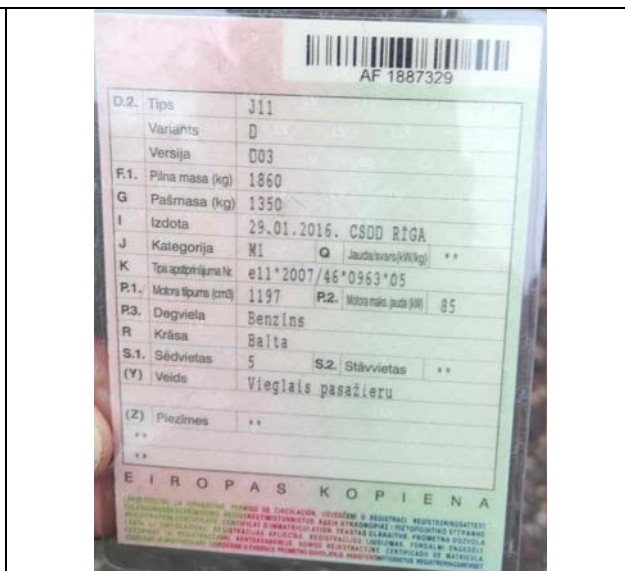 AF 1887329
D.2. Tips J11
Variants D
Versija D03
F.1. Pilna masa (kg) 1860
G Pašmasa (kg) 1350
I Izdota 29.01.2016. CSDD RĪGA
J Kategorija M1 Q Jauda/svars(kW/kg) **
K Tipa apstiprinājuma Nr. e11*2007/46*0963*05
P.1. Motora tilpums (cm3) 1197 P.2. Motora maks. jauda (kW) 85
P.3. Degviela Benzīns
R Krāsa Balta
S.1. Sēdvietas 5 S.2. Stāvvietas **
(Y) Veids Vieglais pasažieru
(Z) Piezīmes **
**
**
EIROPAS KOPIENA